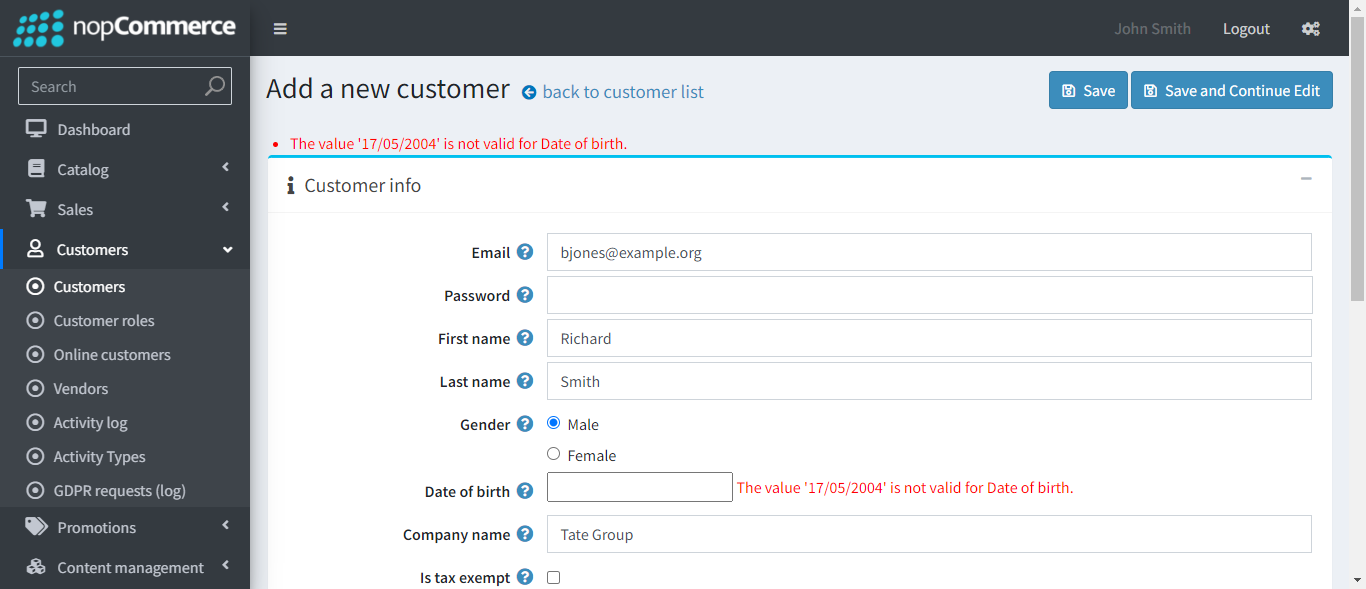 nopCommerce
John Smith
Logout
Search
Dashboard
Catalog
Sales
Customers
Customers
Customer roles
Online customers
Vendors
Activity log
Activity Types
GDPR requests (log)
Promotions
Content management
Add a new customer
back to customer list
Save
Save and Continue Edit
The value '17/05/2004' is not valid for Date of birth.
Customer info
Email bjones@example.org
Password
First name Richard
Last name Smith
Gender Male
Female
Date of birth The value '17/05/2004' is not valid for Date of birth.
Company name Tate Group
Is tax exempt